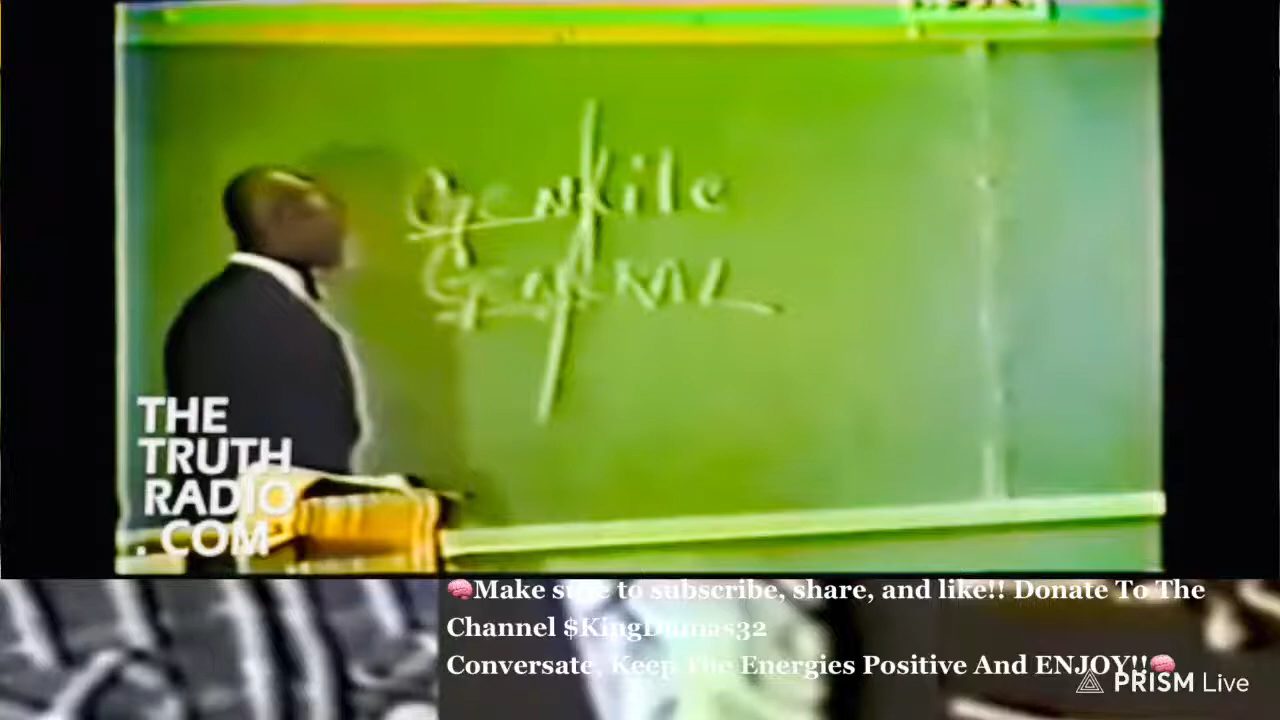 Gentile
THE
TRUTH
RADIO
. COM
🧠Make sure to subscribe, share, and like!! Donate To The
Channel $KingDumas32
Conversate, Keep The Energies Positive And ENJOY!!🧠
PRISM Live